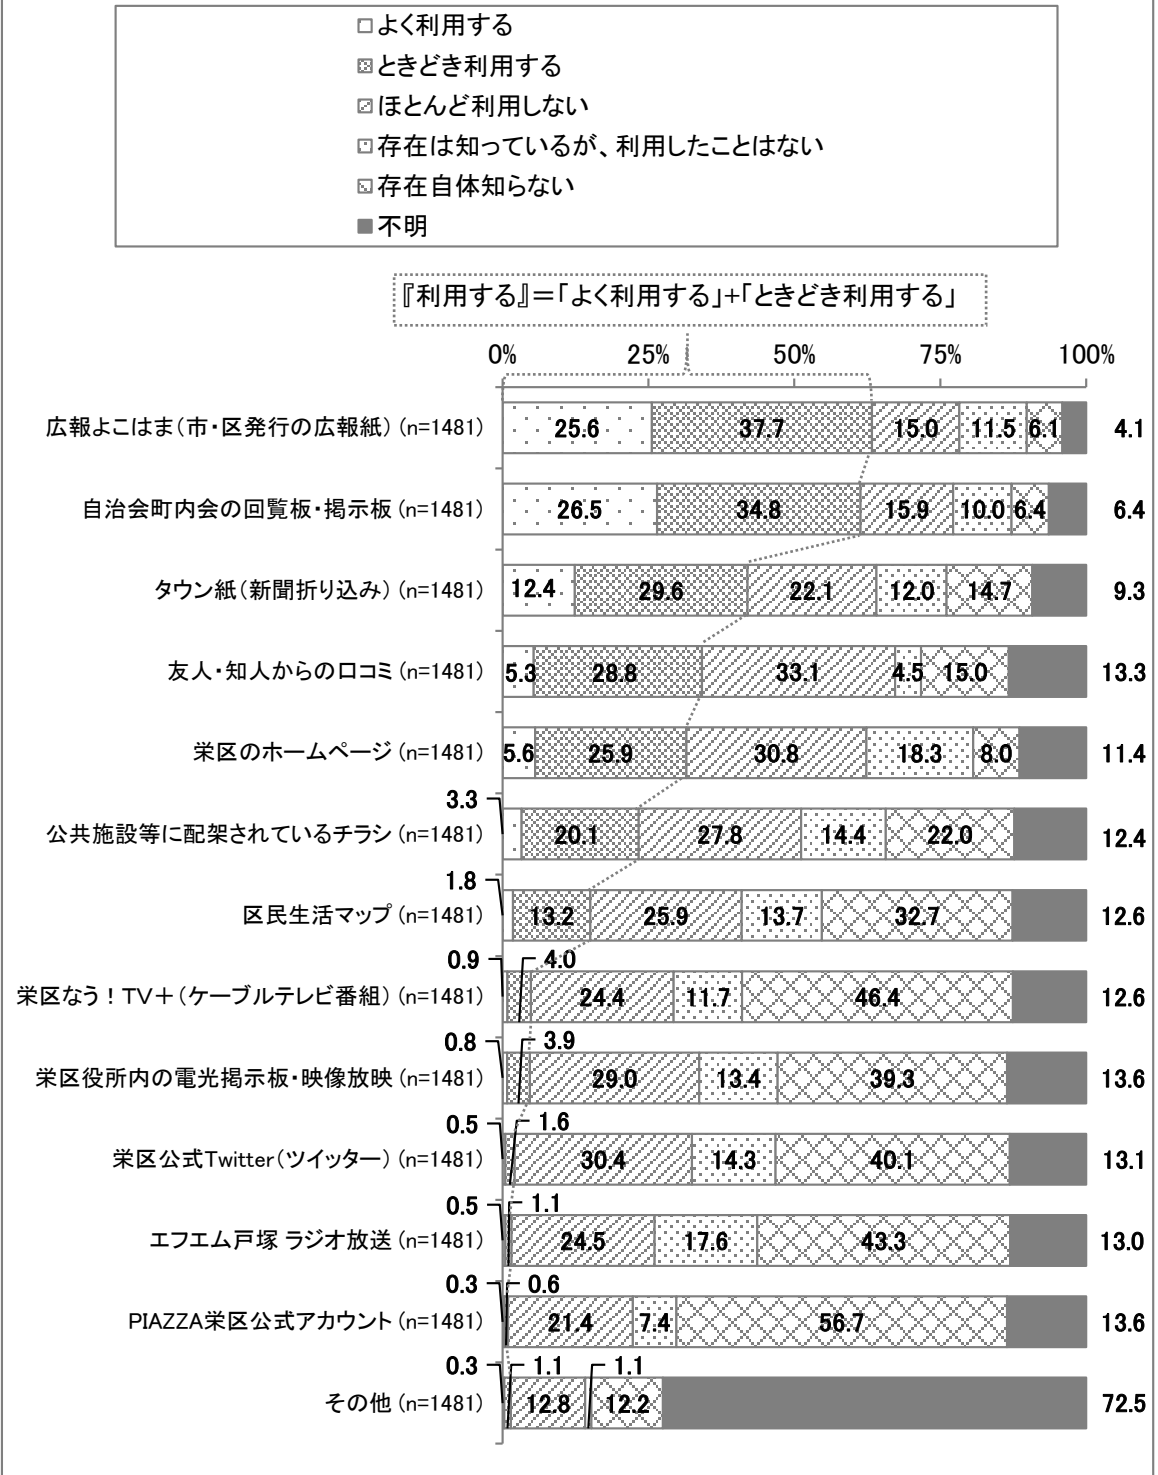 よく利用する
ときどき利用する
ほとんど利用しない
存在は知っているが、利用したことはない
存在自体知らない
不明
『利用する』＝「よく利用する」+「ときどき利用する」
0% 25% 50% 75% 100%
広報よこはま（市・区発行の広報紙） (n=1481) 25.6 37.7 15.0 11.5 6.1 4.1
自治会町内会の回覧板・掲示板 (n=1481) 26.5 34.8 15.9 10.0 6.4 6.4
タウン紙（新聞折り込み） (n=1481) 12.4 29.6 22.1 12.0 14.7 9.3
友人・知人からの口コミ (n=1481) 5.3 28.8 33.1 4.5 15.0 13.3
栄区のホームページ (n=1481) 5.6 25.9 30.8 18.3 8.0 11.4
公共施設等に配架されているチラシ (n=1481) 3.3 20.1 27.8 14.4 22.0 12.4
区民生活マップ (n=1481) 1.8 13.2 25.9 13.7 32.7 12.6
栄区なう！TV＋（ケーブルテレビ番組） (n=1481) 0.9 4.0 24.4 11.7 46.4 12.6
栄区役所内の電光掲示板・映像放映 (n=1481) 0.8 3.9 29.0 13.4 39.3 13.6
栄区公式Twitter（ツイッター） (n=1481) 0.5 1.6 30.4 14.3 40.1 13.1
エフエム戸塚 ラジオ放送 (n=1481) 0.5 1.1 24.5 17.6 43.3 13.0
PIAZZA栄区公式アカウント (n=1481) 0.3 0.6 21.4 7.4 56.7 13.6
その他 (n=1481) 0.3 1.1 12.8 1.1 12.2 72.5